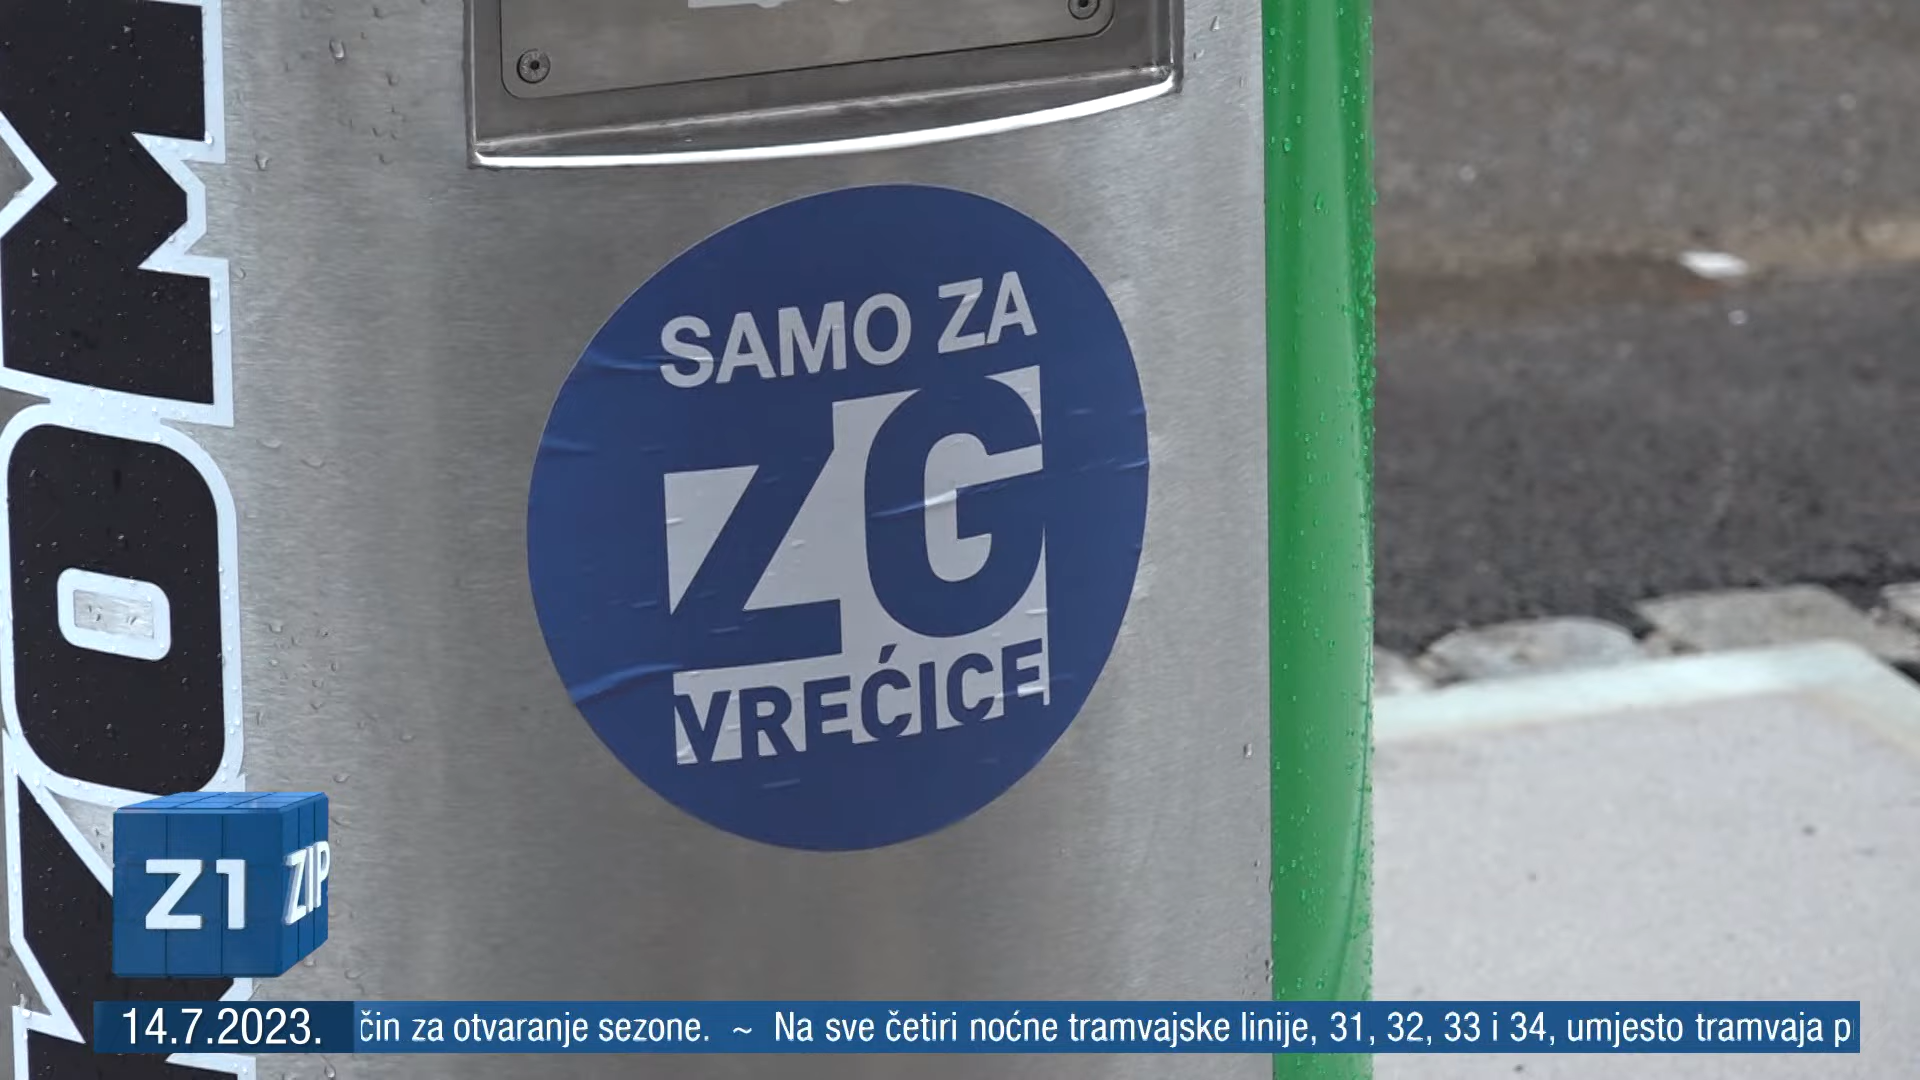 SAMO ZA
ZG
VREĆICE
KOM
Z1
ZIP
14.7.2023.
čin za otvaranje sezone. ~ Na sve četiri noćne tramvajske linije, 31, 32, 33 i 34, umjesto tramvaja p